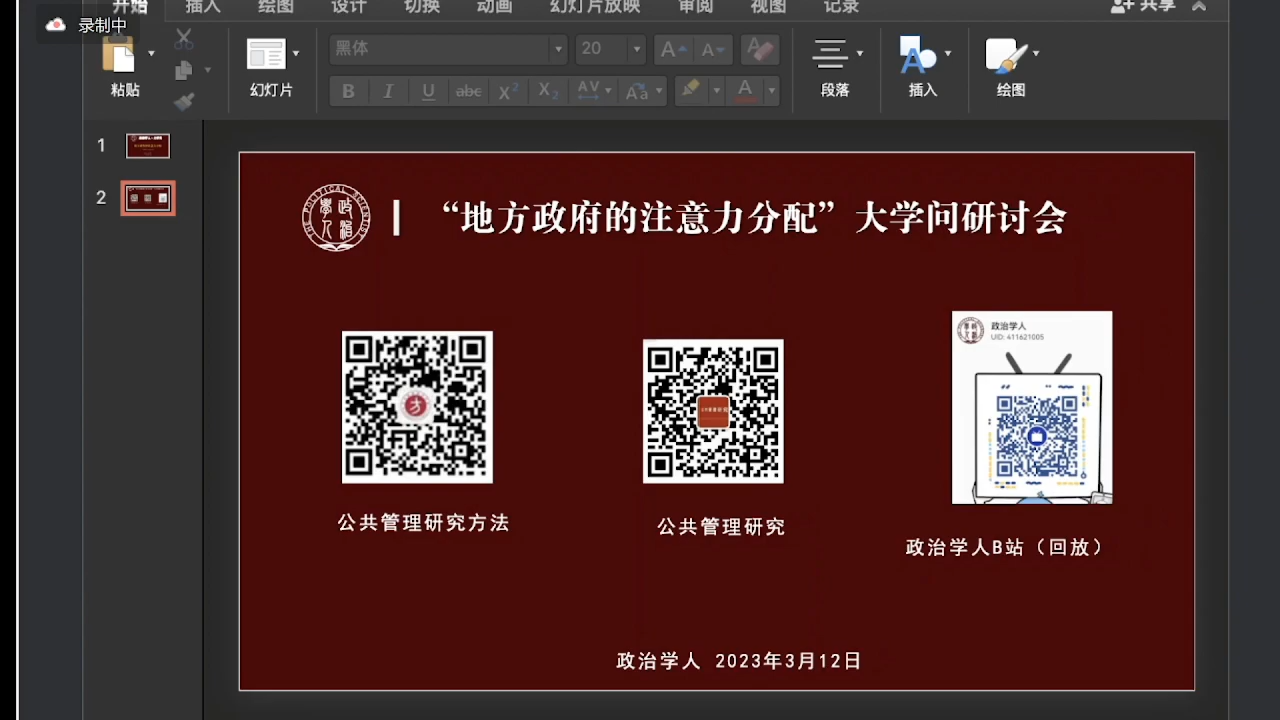 开始 插入 绘图 设计 切换 动画 幻灯片放映 审阅 视图 记录 共享
录制中
黑体 20
粘贴 幻灯片 段落 插入 绘图
1
2
“地方政府的注意力分配”大学问研讨会
政治学人
UID: 411621005
公共管理研究方法
公共管理研究
政治学人B站（回放）
政治学人 2023年3月12日